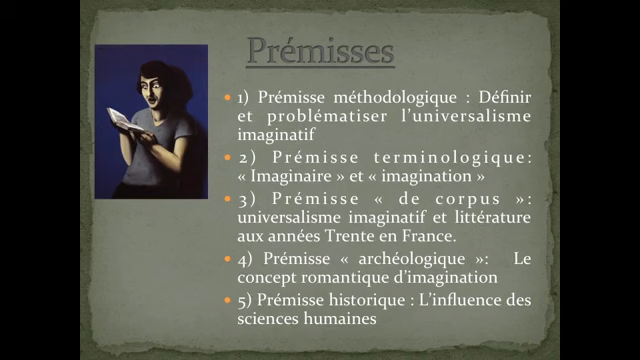 Prémisses
1) Prémisse méthodologique : Définir
et problématiser l'universalisme
imaginatif
2) Prémisse terminologique:
« Imaginaire » et « imagination »
3) Prémisse « de corpus »:
universalisme imaginatif et littérature
aux années Trente en France.
4) Prémisse « archéologique »: Le
concept romantique d'imagination
5) Prémisse historique : L'influence des
sciences humaines